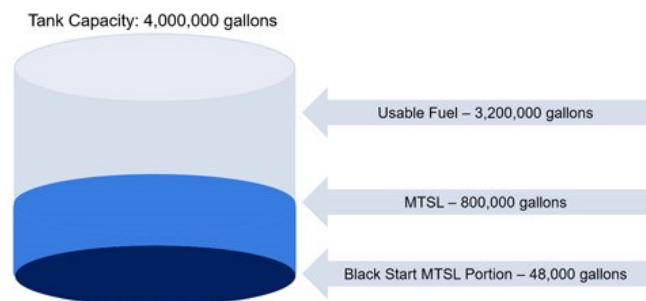 Tank Capacity: 4,000,000 gallons
Usable Fuel – 3,200,000 gallons
MTSL – 800,000 gallons
Black Start MTSL Portion – 48,000 gallons